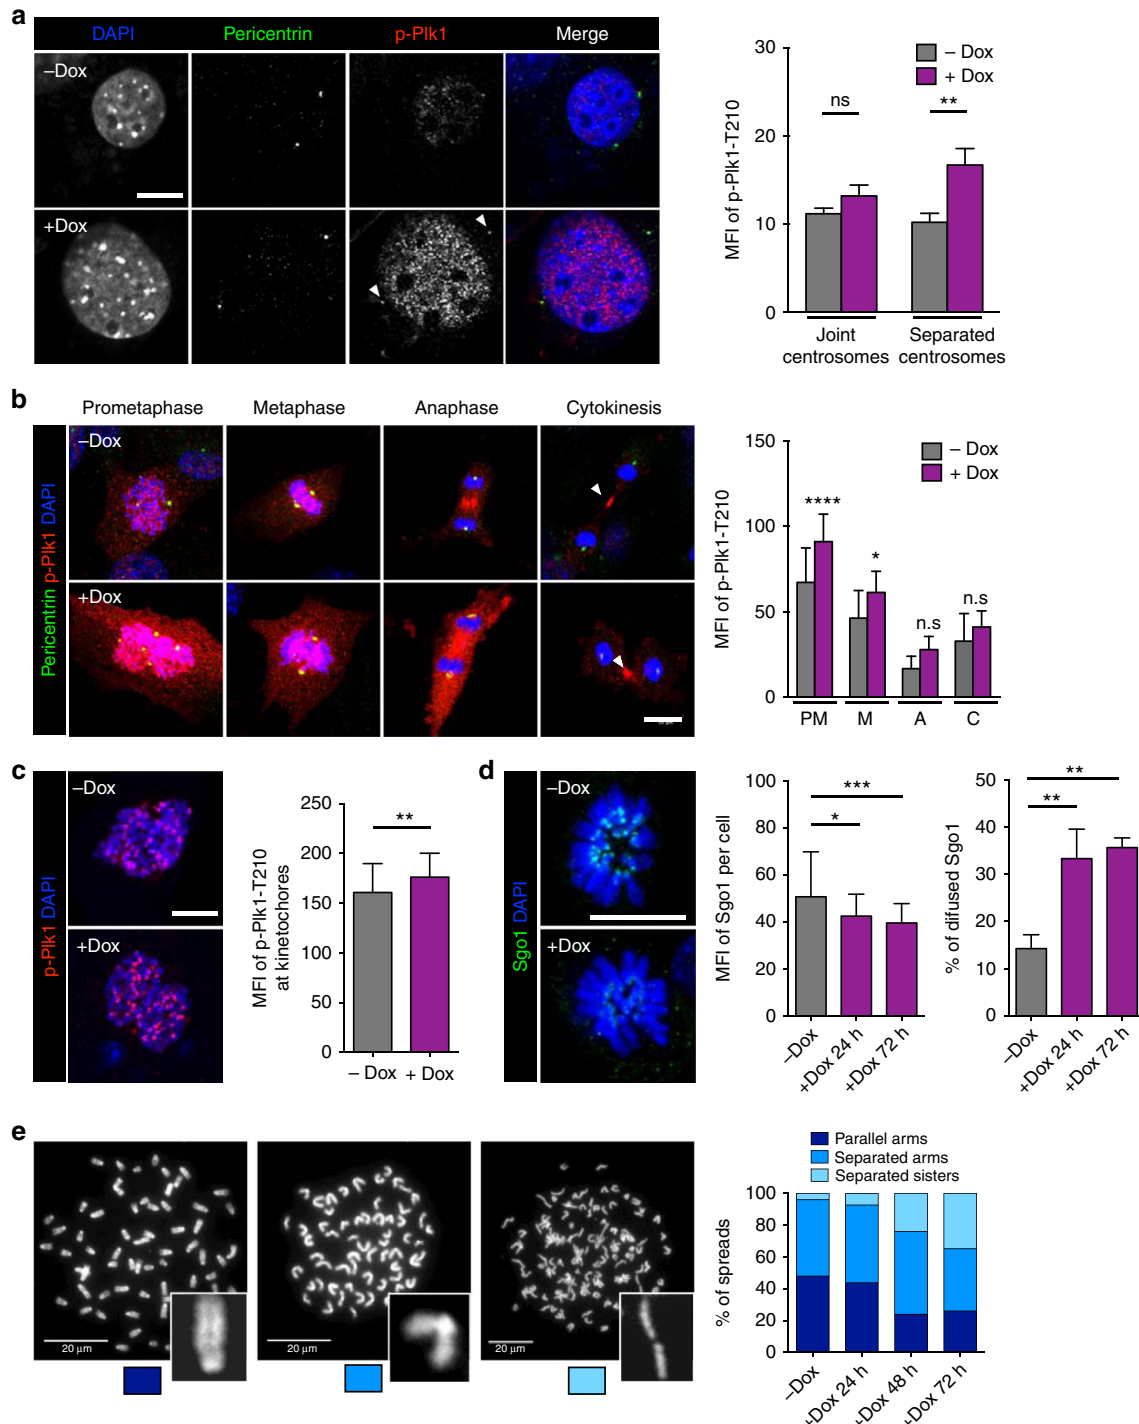 a
DAPI Pericentrin p-Plk1 Merge
–Dox
+Dox
30
20
10
0
MFI of p-Plk1-T210
– Dox
+ Dox
ns
**
Joint centrosomes
Separated centrosomes
b
Prometaphase Metaphase Anaphase Cytokinesis
Pericentrin p-Plk1 DAPI
–Dox
+Dox
150
100
50
0
MFI of p-Plk1-T210
– Dox
+ Dox
****
*
n.s
n.s
PM M A C
c
p-Plk1 DAPI
–Dox
+Dox
250
200
150
100
50
0
MFI of p-Plk1-T210
at kinetochores
**
– Dox + Dox
d
Sgo1 DAPI
–Dox
+Dox
100
80
60
40
20
0
MFI of Sgo1 per cell
***
*
–Dox
+Dox 24 h
+Dox 72 h
50
40
30
20
10
0
% of difused Sgo1
**
**
–Dox
+Dox 24 h
+Dox 72 h
e
20 μm
20 μm
20 μm
Parallel arms
Separated arms
Separated sisters
100
80
60
40
20
0
% of spreads
–Dox
+Dox 24 h
+Dox 48 h
+Dox 72 h